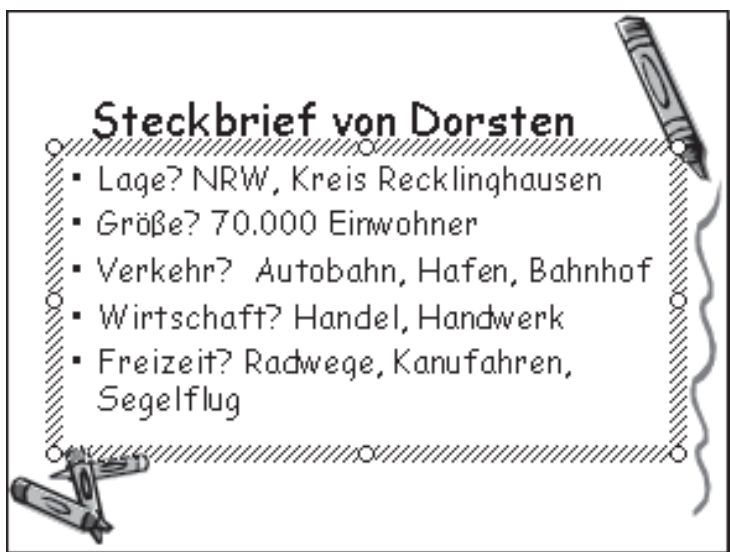 Steckbrief von Dorsten
▪ Lage? NRW, Kreis Recklinghausen
▪ Größe? 70.000 Einwohner
▪ Verkehr?  Autobahn, Hafen, Bahnhof
▪ Wirtschaft? Handel, Handwerk
▪ Freizeit? Radwege, Kanufahren,
Segelflug